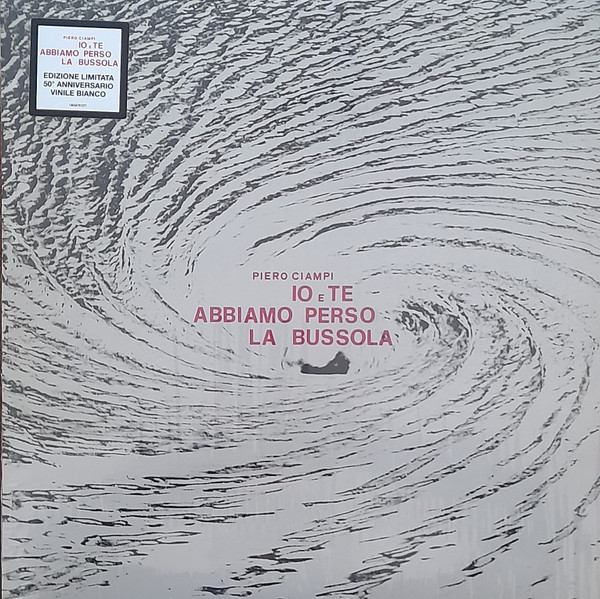 PIERO CIAMPI
IO E TE
ABBIAMO PERSO
LA BUSSOLA
EDIZIONE LIMITATA
50° ANNIVERSARIO
VINILE BIANCO
PIERO CIAMPI
IO E TE
ABBIAMO PERSO
LA BUSSOLA